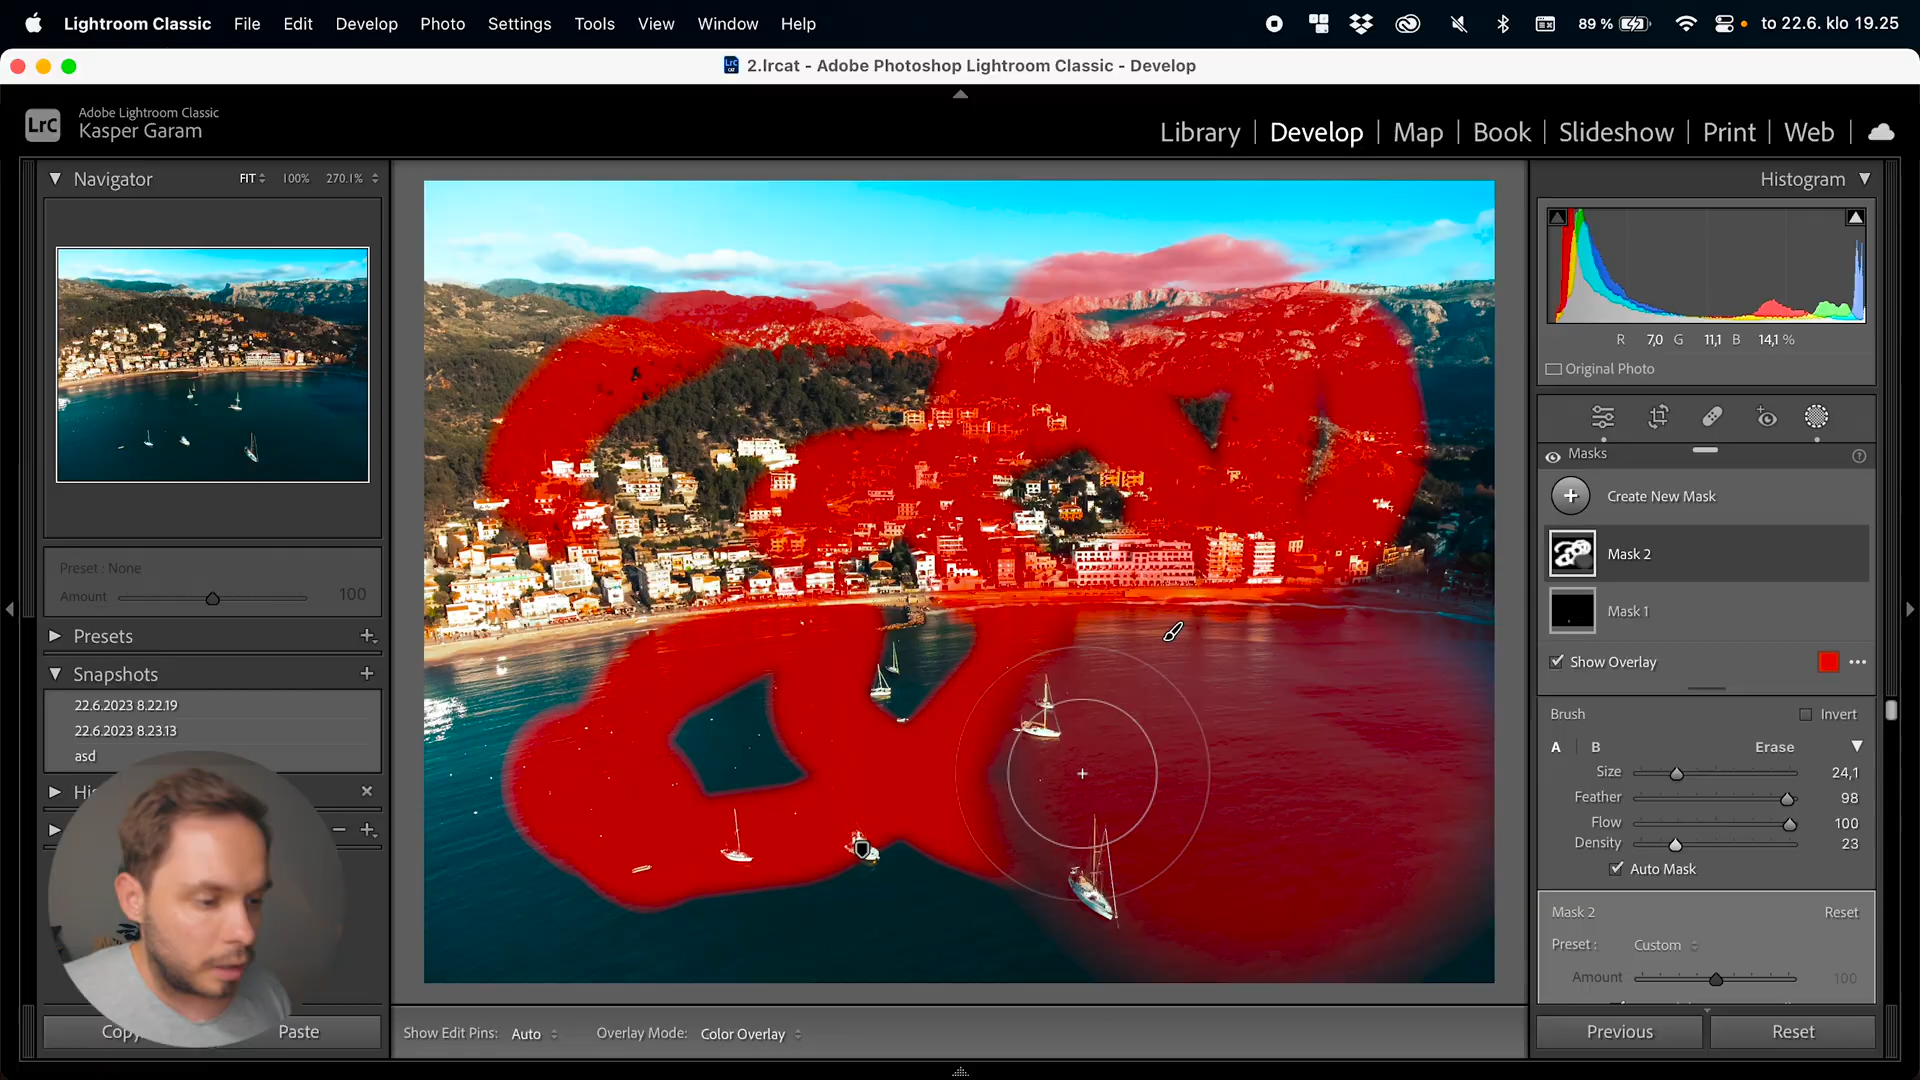 Lightroom Classic File Edit Develop Photo Settings Tools View Window Help 89 % to 22.6. klo 19.25
LrC CAT 2.lrcat - Adobe Photoshop Lightroom Classic - Develop
LrC Adobe Lightroom Classic
Kasper Garam
Library Develop Map Book Slideshow Print Web
Navigator FIT 100% 270.1%
Histogram
R 7,0 G 11,1 B 14,1 %
Original Photo
Masks
Create New Mask
Mask 2
Mask 1
Show Overlay
Brush Invert
A B Erase
Size 24,1
Feather 98
Flow 100
Density 23
Auto Mask
Mask 2 Reset
Preset : Custom
Amount 100
Previous Reset
Preset : None
Amount 100
Presets
Snapshots
22.6.2023 8.22.19
22.6.2023 8.23.13
asd
Paste
Show Edit Pins: Auto Overlay Mode: Color Overlay